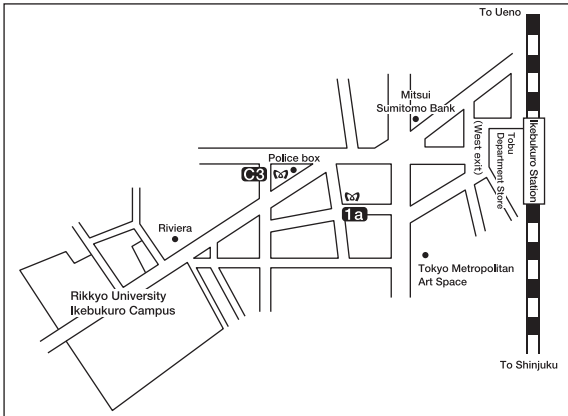 To Ueno
Mitsui
Sumitomo Bank
Ikebukuro Station
Tobu
Department Store
(West exit)
Police box
C3
1a
Riviera
Tokyo Metropolitan
Art Space
Rikkyo University
Ikebukuro Campus
To Shinjuku